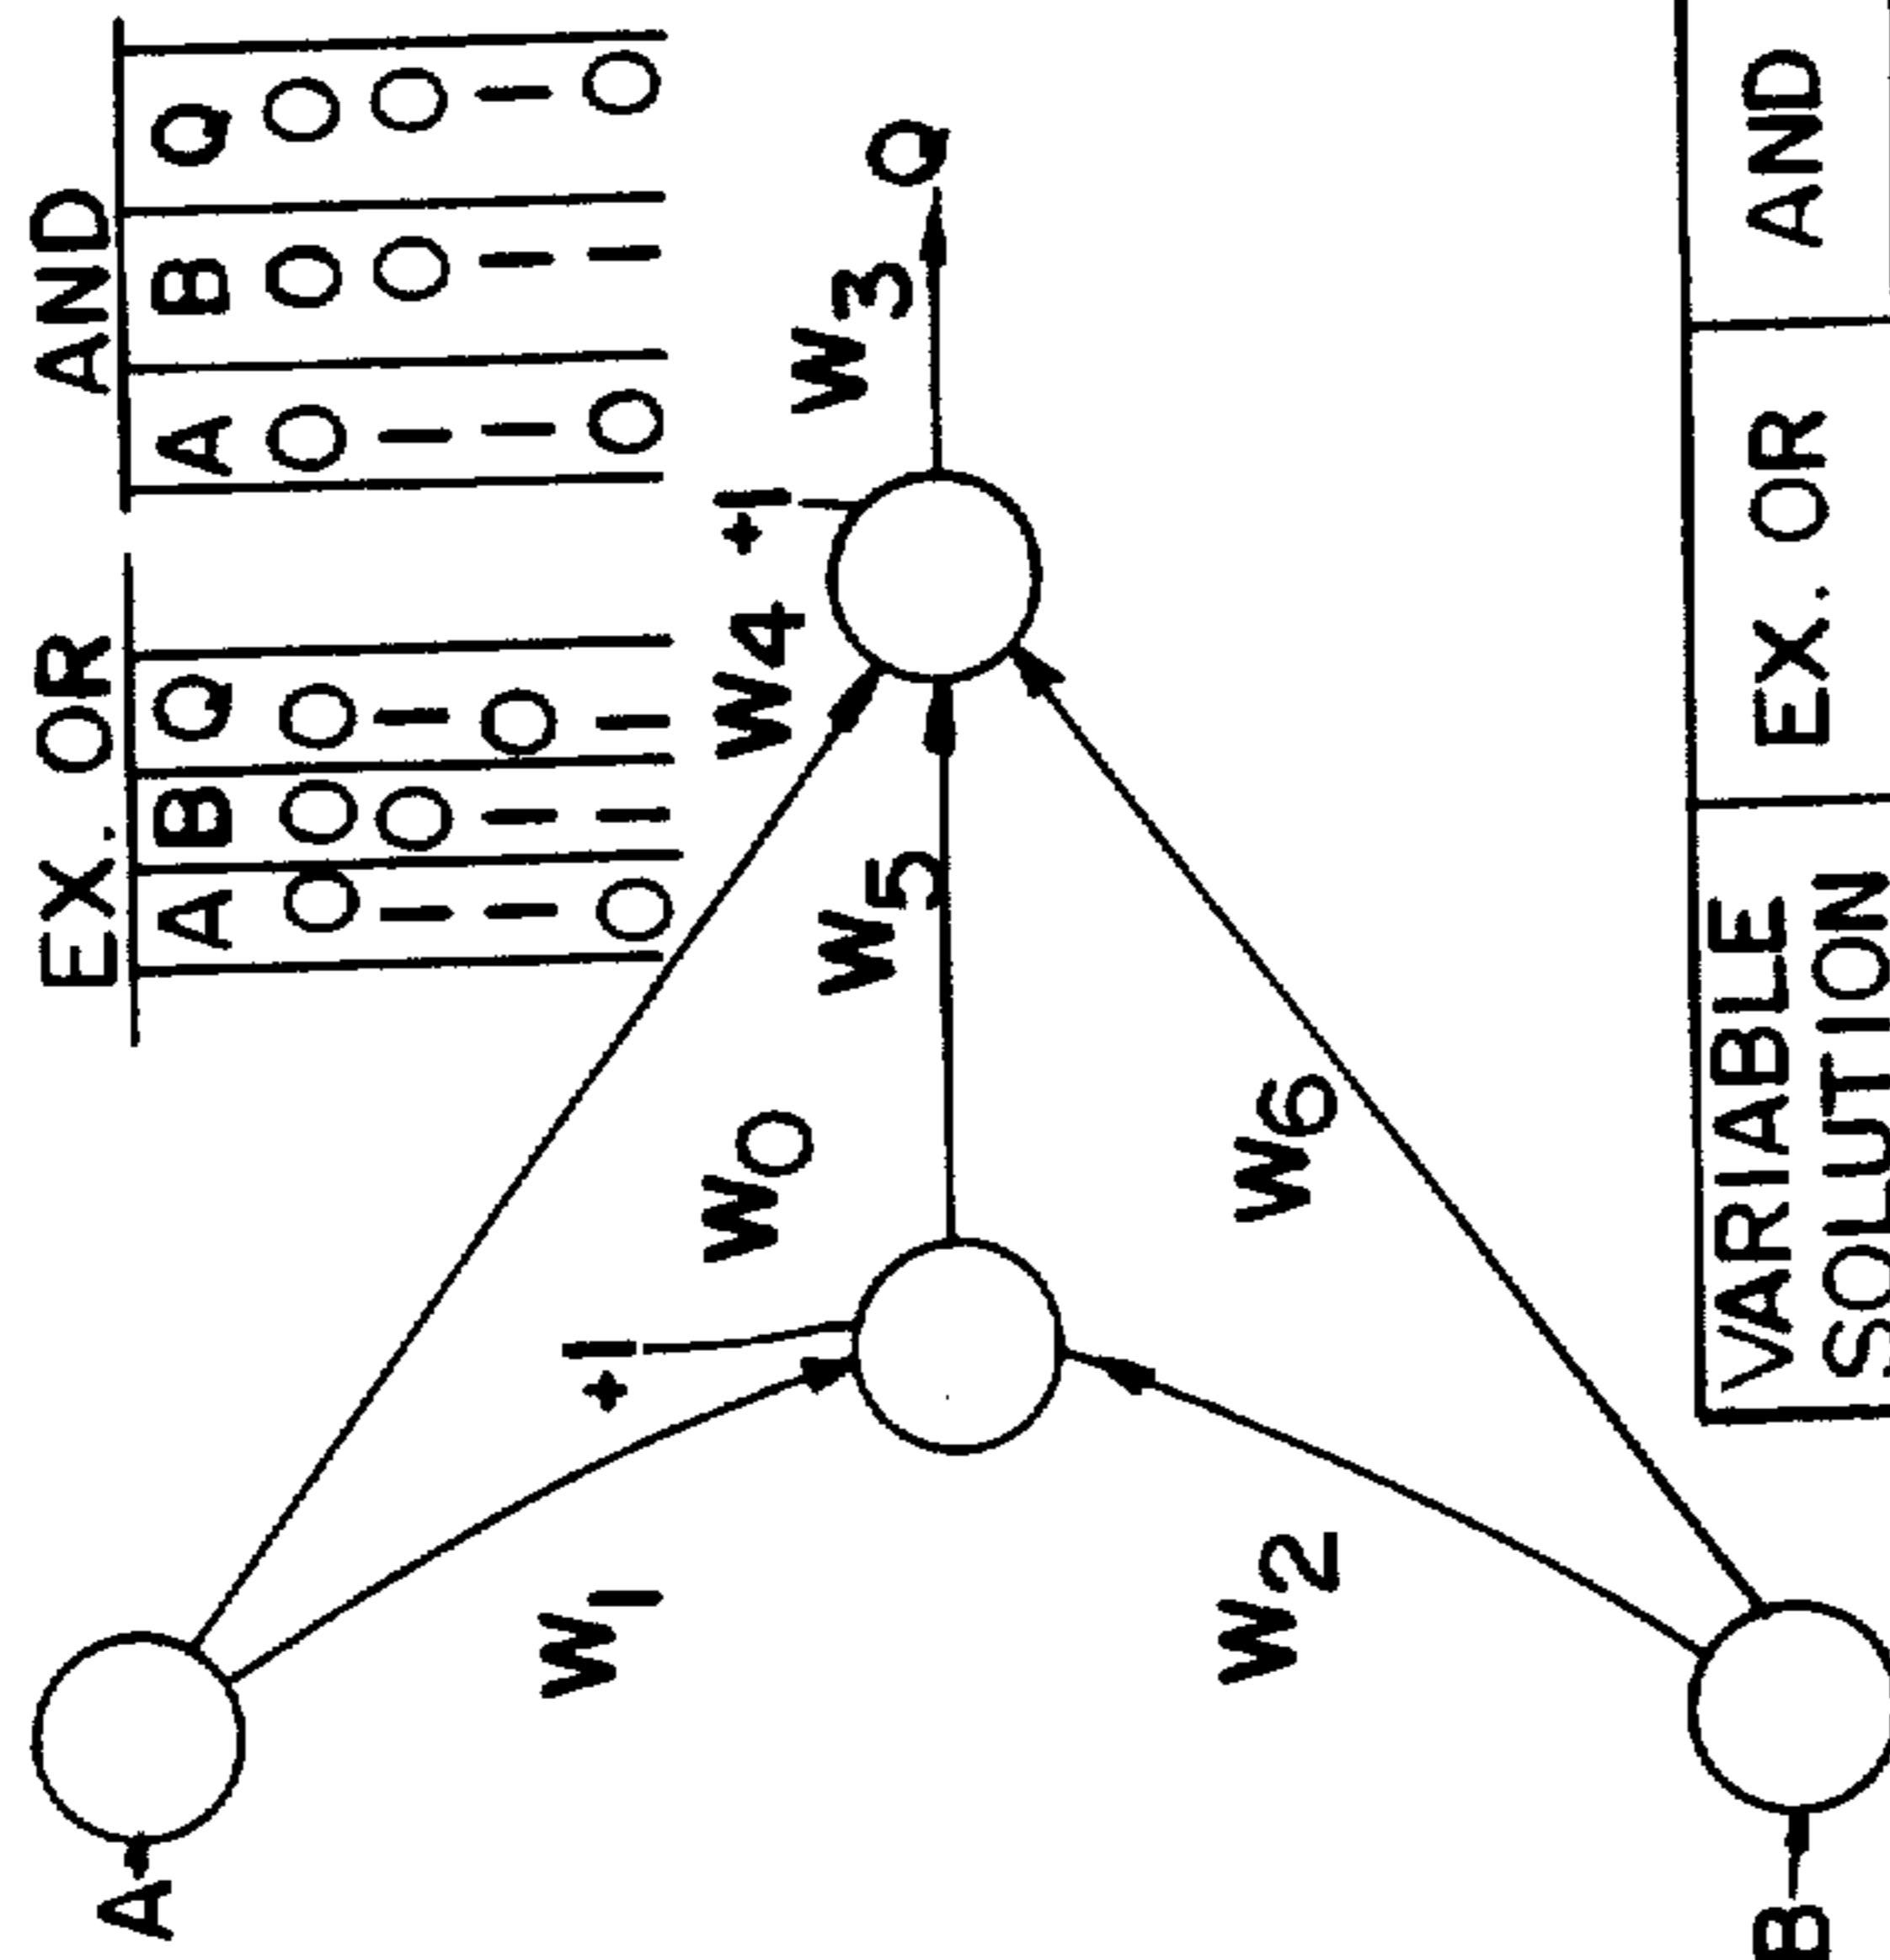 EX. OR
A B Q
0 0 0
1 0 1
1 1 0
0 1 1
AND
A B Q
0 0 0
1 0 0
1 1 1
0 1 0
A
W1
+1
W0
W5
W4
+1
W3
Q
W2
W6
B
VARIABLE
SOLUTION
EX. OR
AND